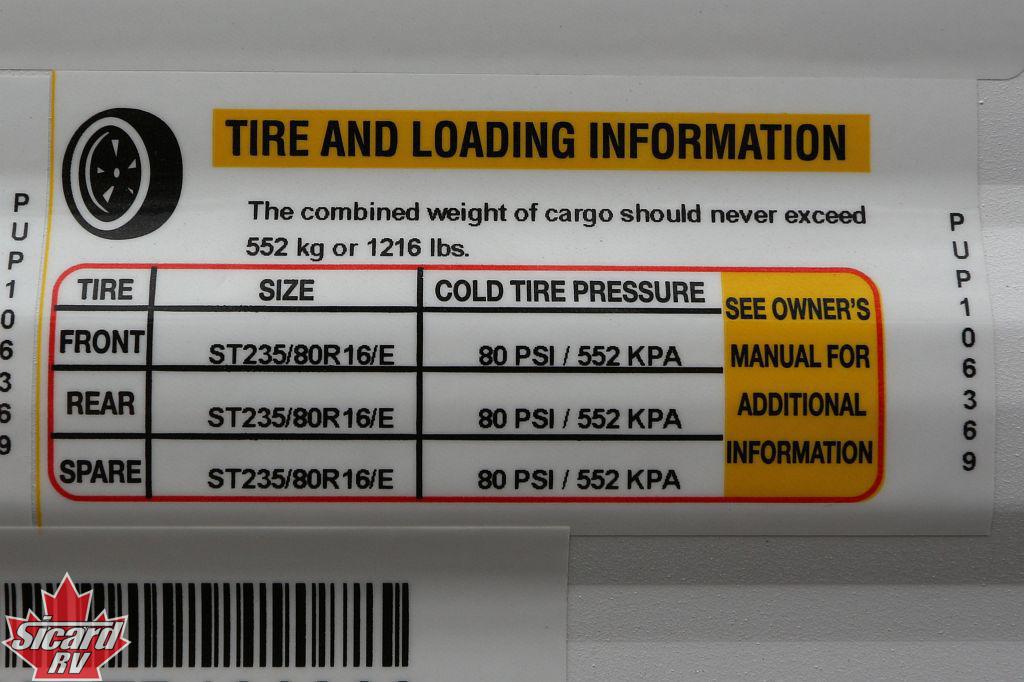 TIRE AND LOADING INFORMATION
The combined weight of cargo should never exceed
552 kg or 1216 lbs.
TIRE SIZE COLD TIRE PRESSURE
FRONT ST235/80R16/E 80 PSI / 552 KPA
REAR ST235/80R16/E 80 PSI / 552 KPA
SPARE ST235/80R16/E 80 PSI / 552 KPA
SEE OWNER'S
MANUAL FOR
ADDITIONAL
INFORMATION
PUP106369
PUP106369
Sicard
RV